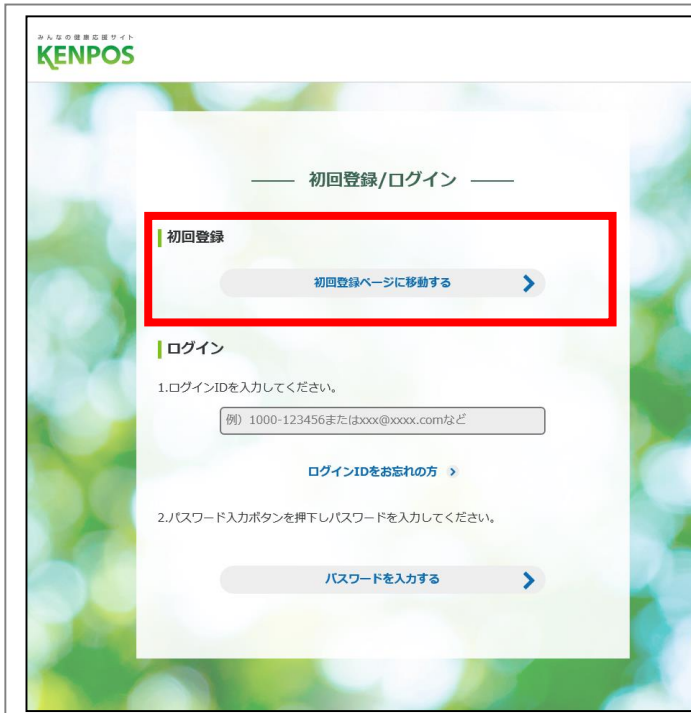 みんなの健康応援サイト
KENPOS
初回登録/ログイン
初回登録
初回登録ページに移動する
ログイン
1.ログインIDを入力してください。
例）1000-123456またはxxx@xxxx.comなど
ログインIDをお忘れの方
2.パスワード入力ボタンを押下しパスワードを入力してください。
パスワードを入力する